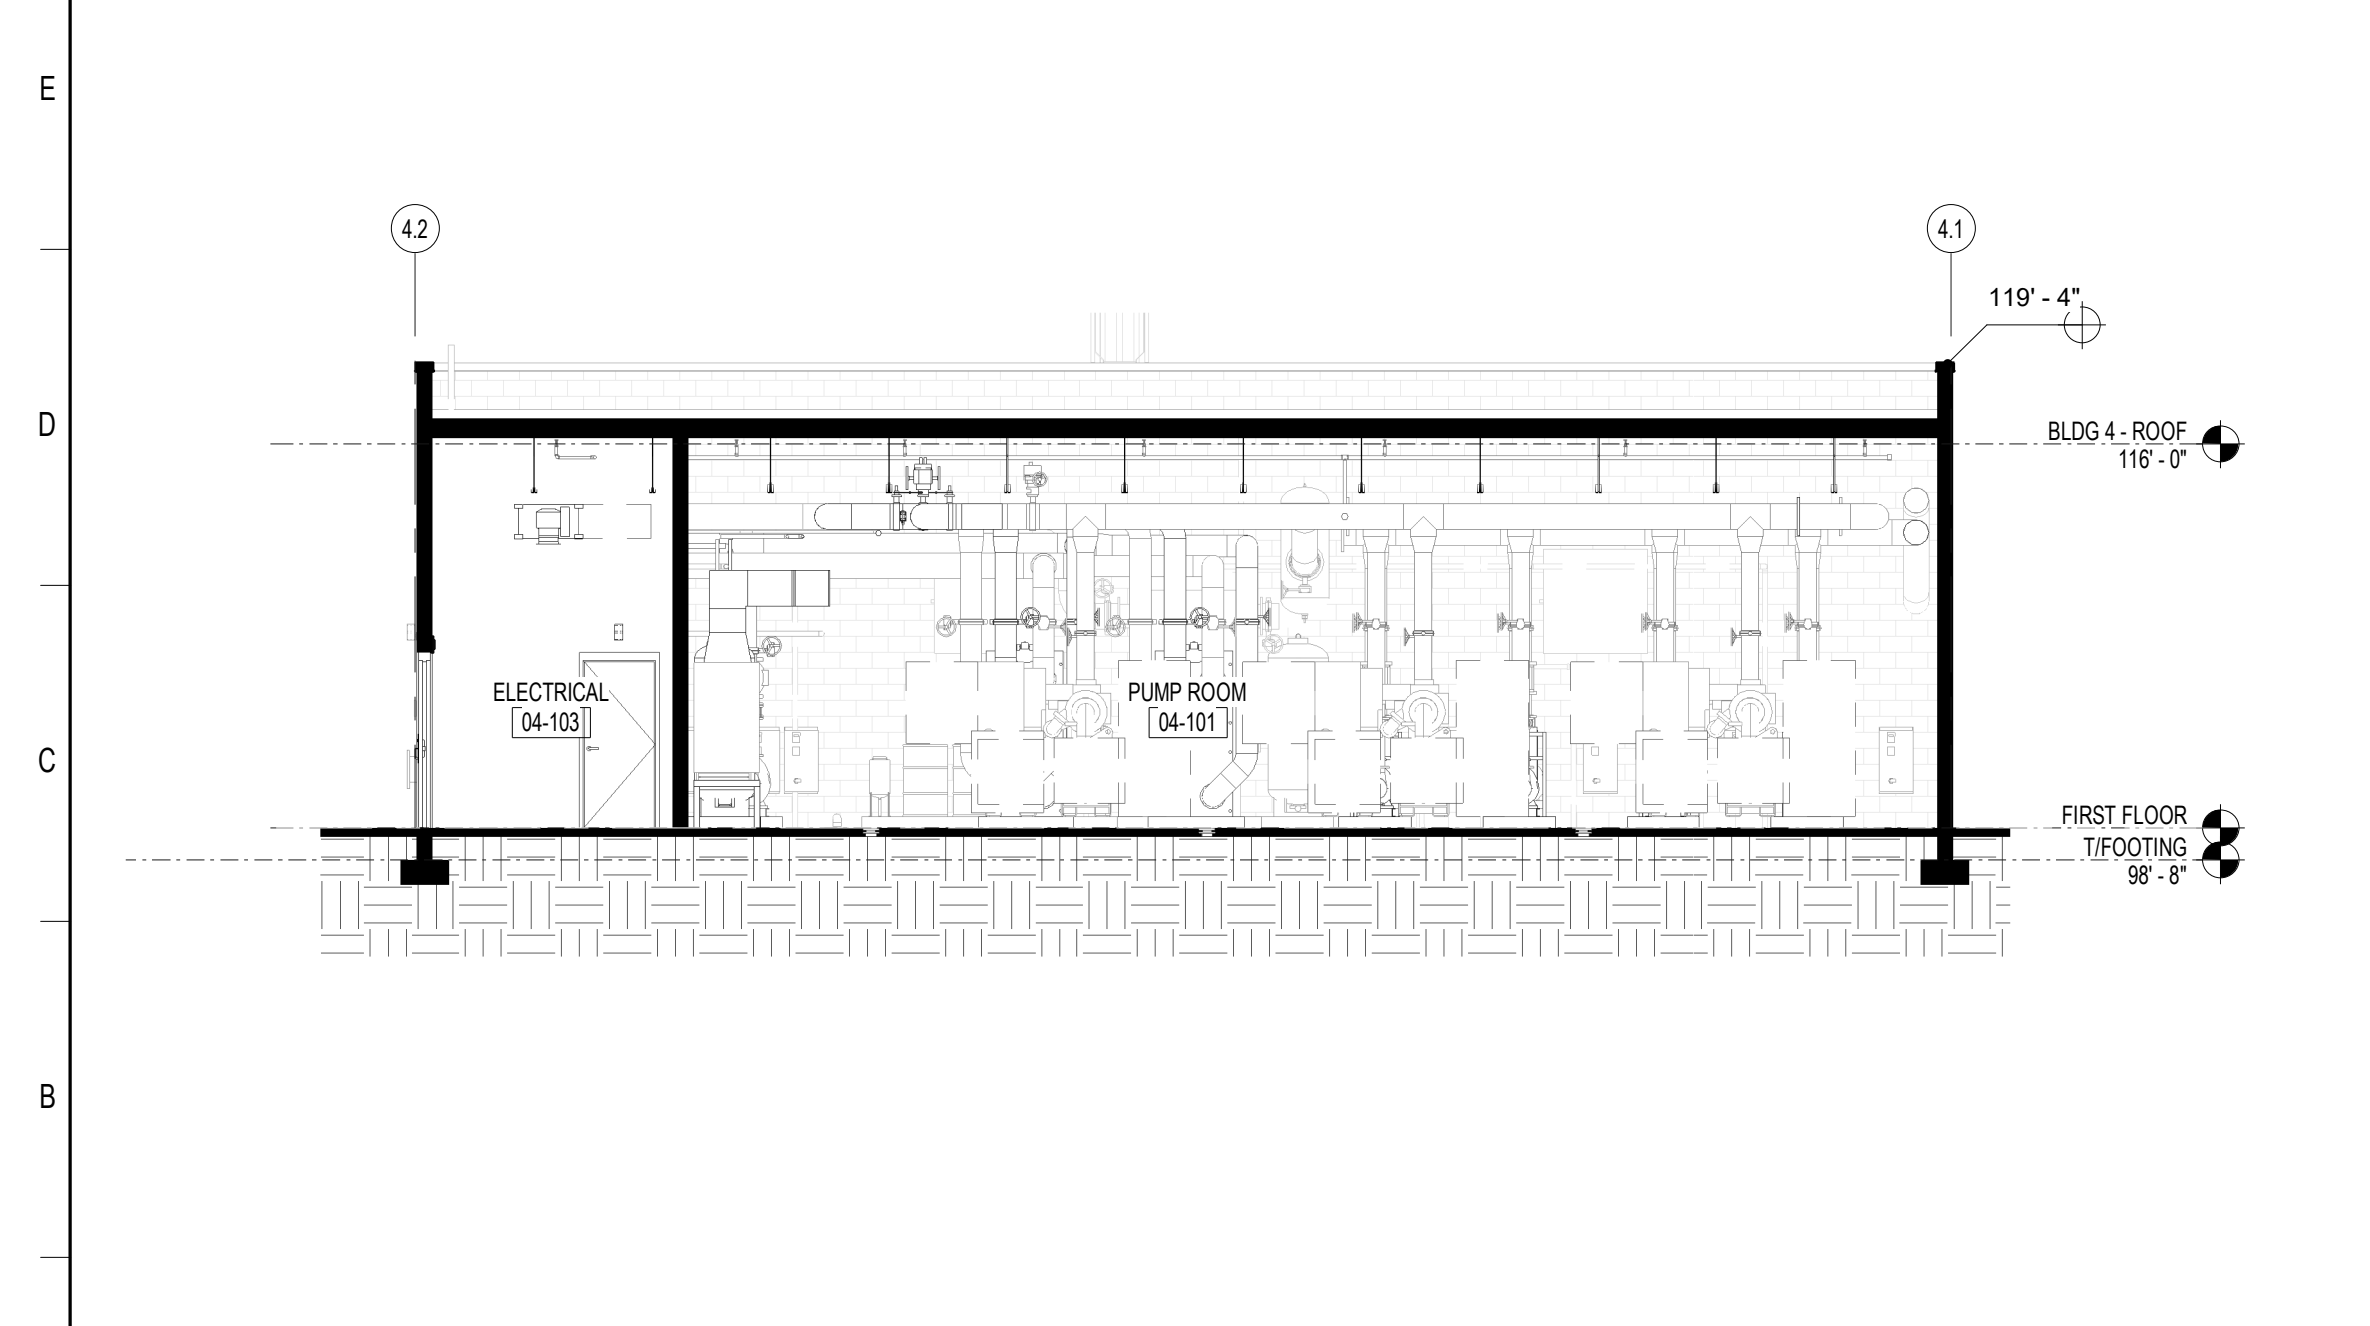 E
4.2
4.1
119' - 4"
D
BLDG 4 - ROOF
116' - 0"
ELECTRICAL
04-103
PUMP ROOM
04-101
C
FIRST FLOOR
T/FOOTING
98' - 8"
B